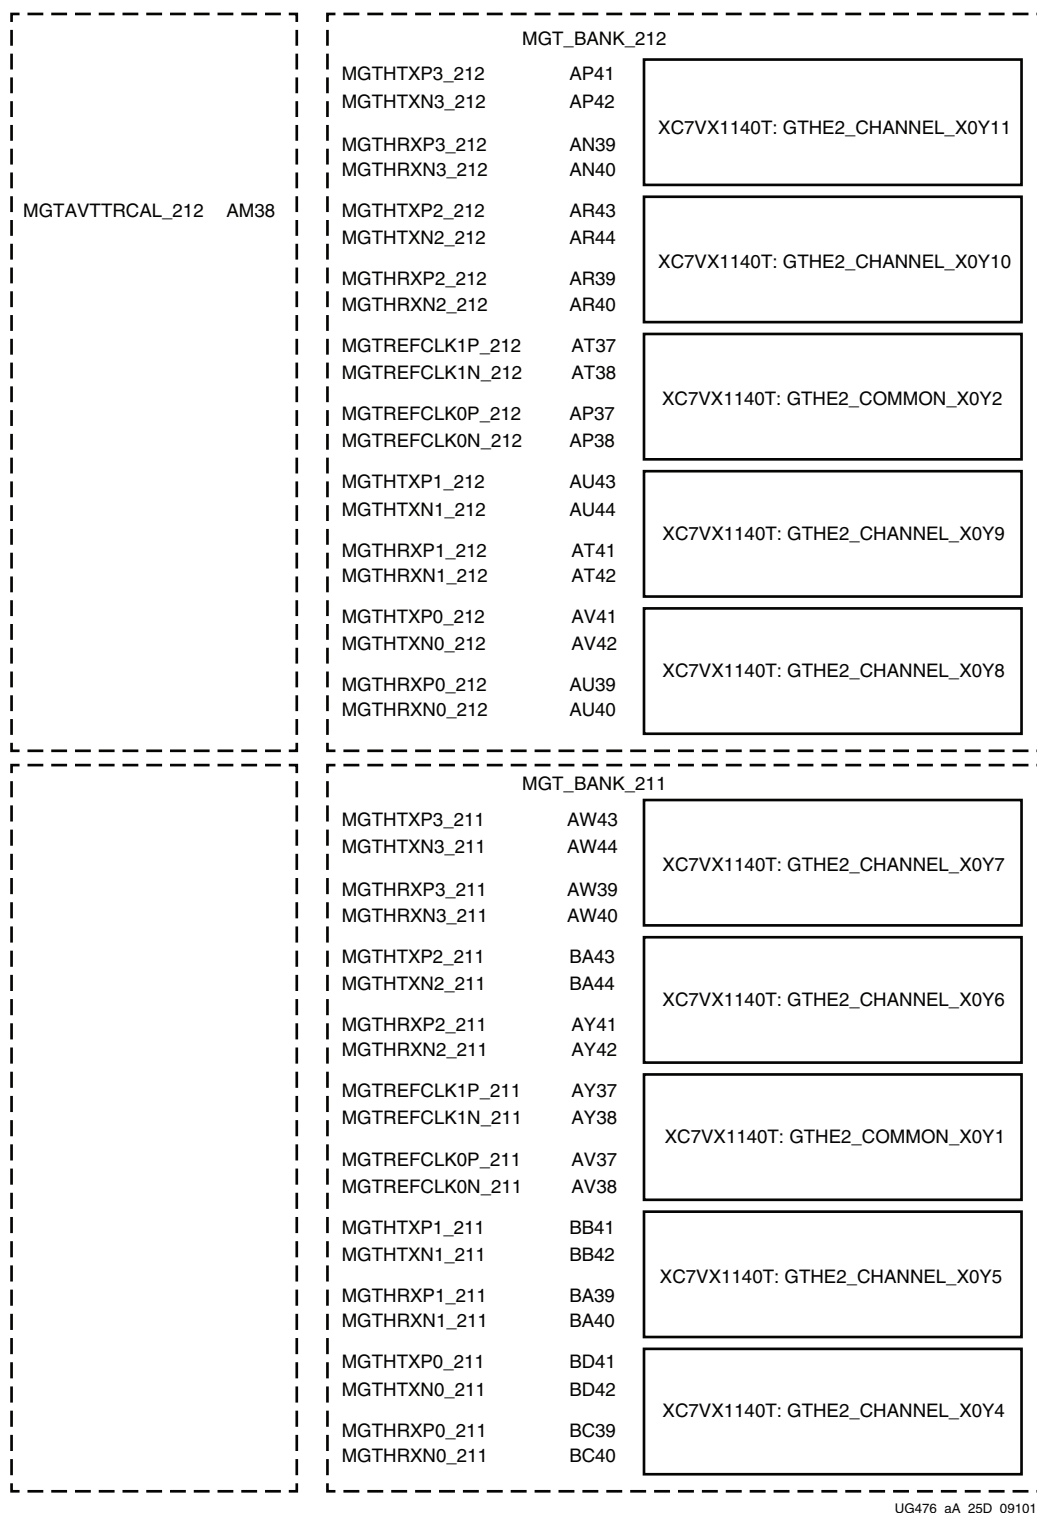 MGT_BANK_212
MGTHTXP3_212 AP41
MGTHTXN3_212 AP42
XC7VX1140T: GTHE2_CHANNEL_X0Y11
MGTHRXP3_212 AN39
MGTHRXN3_212 AN40
MGTAVTTRCAL_212 AM38
MGTHTXP2_212 AR43
MGTHTXN2_212 AR44
XC7VX1140T: GTHE2_CHANNEL_X0Y10
MGTHRXP2_212 AR39
MGTHRXN2_212 AR40
MGTREFCLK1P_212 AT37
MGTREFCLK1N_212 AT38
XC7VX1140T: GTHE2_COMMON_X0Y2
MGTREFCLK0P_212 AP37
MGTREFCLK0N_212 AP38
MGTHTXP1_212 AU43
MGTHTXN1_212 AU44
XC7VX1140T: GTHE2_CHANNEL_X0Y9
MGTHRXP1_212 AT41
MGTHRXN1_212 AT42
MGTHTXP0_212 AV41
MGTHTXN0_212 AV42
XC7VX1140T: GTHE2_CHANNEL_X0Y8
MGTHRXP0_212 AU39
MGTHRXN0_212 AU40
MGT_BANK_211
MGTHTXP3_211 AW43
MGTHTXN3_211 AW44
XC7VX1140T: GTHE2_CHANNEL_X0Y7
MGTHRXP3_211 AW39
MGTHRXN3_211 AW40
MGTHTXP2_211 BA43
MGTHTXN2_211 BA44
XC7VX1140T: GTHE2_CHANNEL_X0Y6
MGTHRXP2_211 AY41
MGTHRXN2_211 AY42
MGTREFCLK1P_211 AY37
MGTREFCLK1N_211 AY38
XC7VX1140T: GTHE2_COMMON_X0Y1
MGTREFCLK0P_211 AV37
MGTREFCLK0N_211 AV38
MGTHTXP1_211 BB41
MGTHTXN1_211 BB42
XC7VX1140T: GTHE2_CHANNEL_X0Y5
MGTHRXP1_211 BA39
MGTHRXN1_211 BA40
MGTHTXP0_211 BD41
MGTHTXN0_211 BD42
XC7VX1140T: GTHE2_CHANNEL_X0Y4
MGTHRXP0_211 BC39
MGTHRXN0_211 BC40
UG476_aA_25D_09101